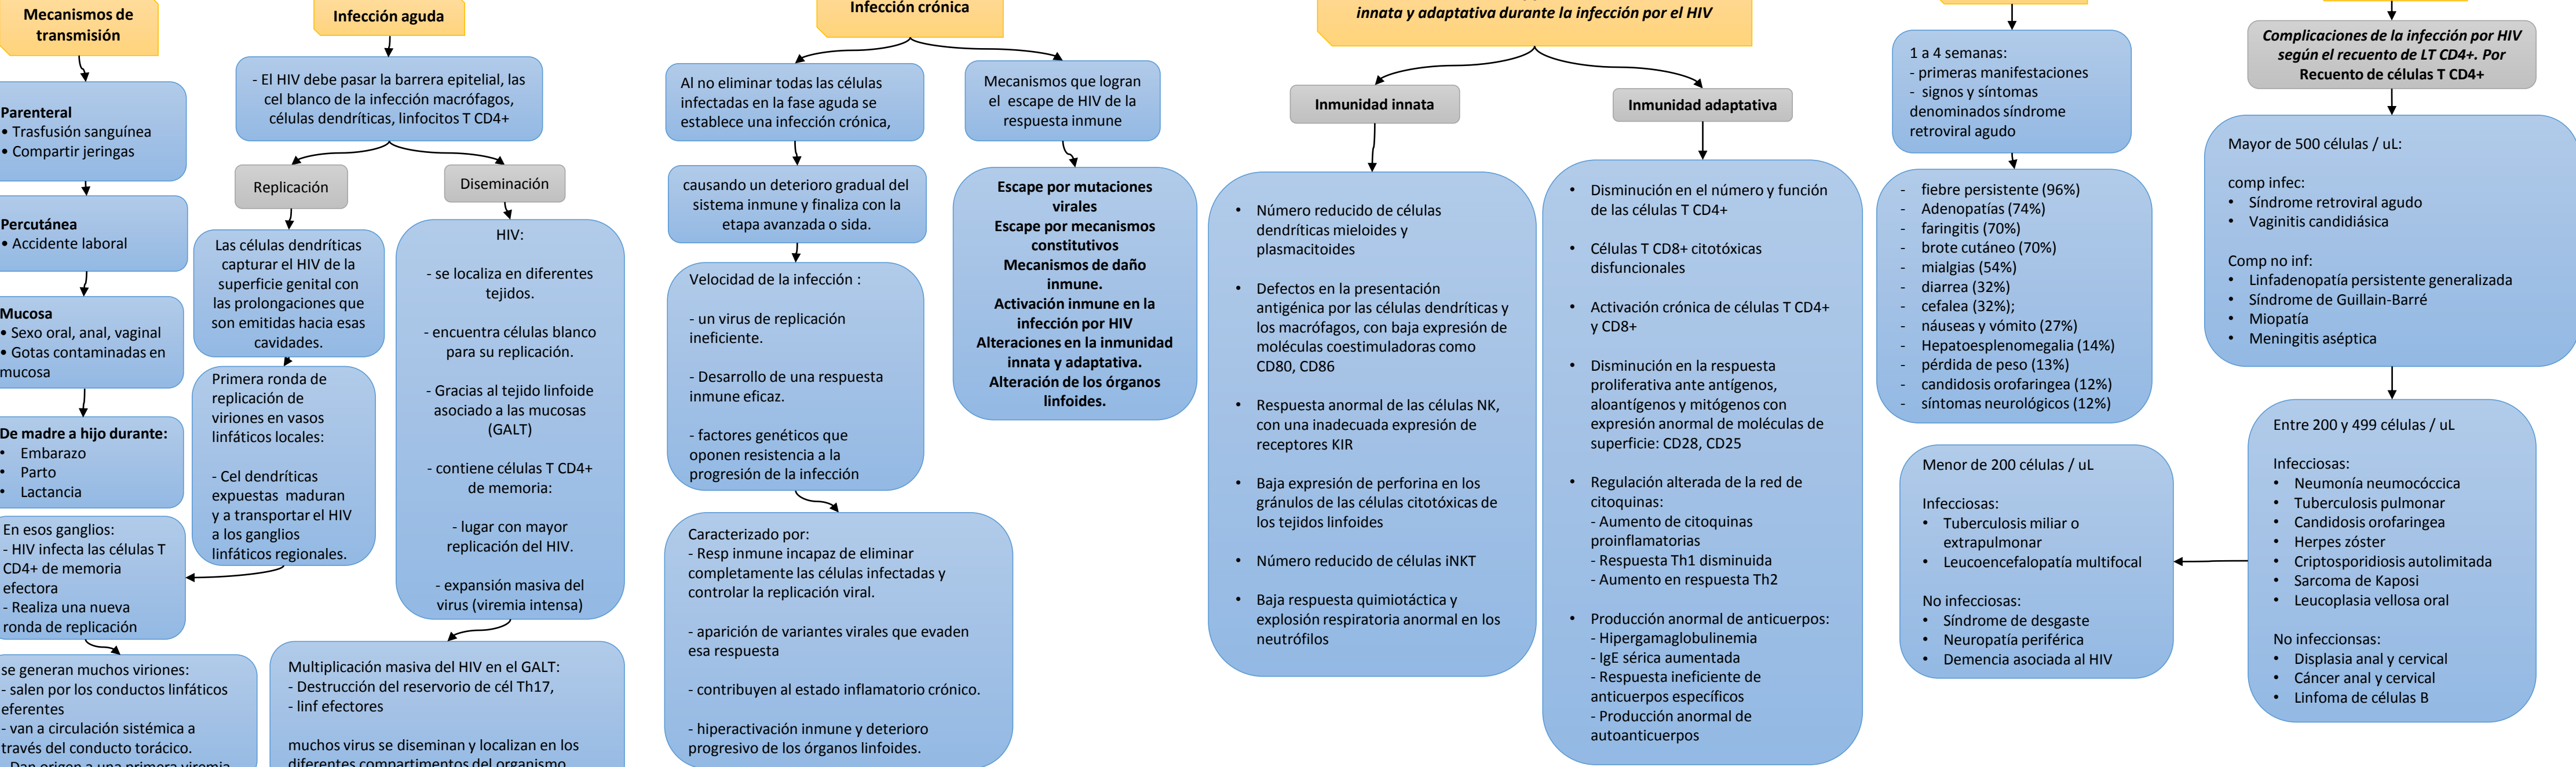 Mecanismos de
transmisión
Parenteral
• Trasfusión sanguínea
• Compartir jeringas
Percutánea
• Accidente laboral
Mucosa
• Sexo oral, anal, vaginal
• Gotas contaminadas en
mucosa
De madre a hijo durante:
• Embarazo
• Parto
• Lactancia
En esos ganglios:
- HIV infecta las células T
CD4+ de memoria
efectora
- Realiza una nueva
ronda de replicación
se generan muchos viriones:
- salen por los conductos linfáticos
eferentes
- van a circulación sistémica a
través del conducto torácico.
- Dan origen a una primera viremia
Infección aguda
- El HIV debe pasar la barrera epitelial, las
cel blanco de la infección macrófagos,
células dendríticas, linfocitos T CD4+
Replicación
Las células dendríticas
capturar el HIV de la
superficie genital con
las prolongaciones que
son emitidas hacia esas
cavidades.
Primera ronda de
replicación de
viriones en vasos
linfáticos locales:
- Cel dendríticas
expuestas maduran
y a transportar el HIV
a los ganglios
linfáticos regionales.
Diseminación
HIV:
- se localiza en diferentes
tejidos.
- encuentra células blanco
para su replicación.
- Gracias al tejido linfoide
asociado a las mucosas
(GALT)
- contiene células T CD4+
de memoria:
- lugar con mayor
replicación del HIV.
- expansión masiva del
virus (viremia intensa)
Multiplicación masiva del HIV en el GALT:
- Destrucción del reservorio de cél Th17,
- linf efectores
muchos virus se diseminan y localizan en los
diferentes compartimentos del organismo
Infección crónica
Al no eliminar todas las células
infectadas en la fase aguda se
establece una infección crónica,
causando un deterioro gradual del
sistema inmune y finaliza con la
etapa avanzada o sida.
Velocidad de la infección :
- un virus de replicación
ineficiente.
- Desarrollo de una respuesta
inmune eficaz.
- factores genéticos que
oponen resistencia a la
progresión de la infección
Caracterizado por:
- Resp inmune incapaz de eliminar
completamente las células infectadas y
controlar la replicación viral.
- aparición de variantes virales que evaden
esa respuesta
- contribuyen al estado inflamatorio crónico.
- hiperactivación inmune y deterioro
progresivo de los órganos linfoides.
Mecanismos que logran
el escape de HIV de la
respuesta inmune
Escape por mutaciones
virales
Escape por mecanismos
constitutivos
Mecanismos de daño
inmune.
Activación inmune en la
infección por HIV
Alteraciones en la inmunidad
innata y adaptativa.
Alteración de los órganos
linfoides.
innata y adaptativa durante la infección por el HIV
Inmunidad innata
• Número reducido de células
dendríticas mieloides y
plasmacitoides
• Defectos en la presentación
antigénica por las células dendríticas y
los macrófagos, con baja expresión de
moléculas coestimuladoras como
CD80, CD86
• Respuesta anormal de las células NK,
con una inadecuada expresión de
receptores KIR
• Baja expresión de perforina en los
gránulos de las células citotóxicas de
los tejidos linfoides
• Número reducido de células iNKT
• Baja respuesta quimiotáctica y
explosión respiratoria anormal en los
neutrófilos
Inmunidad adaptativa
• Disminución en el número y función
de las células T CD4+
• Células T CD8+ citotóxicas
disfuncionales
• Activación crónica de células T CD4+
y CD8+
• Disminución en la respuesta
proliferativa ante antígenos,
aloantígenos y mitógenos con
expresión anormal de moléculas de
superficie: CD28, CD25
• Regulación alterada de la red de
citoquinas:
- Aumento de citoquinas
proinflamatorias
- Respuesta Th1 disminuida
- Aumento en respuesta Th2
• Producción anormal de anticuerpos:
- Hipergamaglobulinemia
- IgE sérica aumentada
- Respuesta ineficiente de
anticuerpos específicos
- Producción anormal de
autoanticuerpos
1 a 4 semanas:
- primeras manifestaciones
- signos y síntomas
denominados síndrome
retroviral agudo
- fiebre persistente (96%)
- Adenopatías (74%)
- faringitis (70%)
- brote cutáneo (70%)
- mialgias (54%)
- diarrea (32%)
- cefalea (32%);
- náuseas y vómito (27%)
- Hepatoesplenomegalia (14%)
- pérdida de peso (13%)
- candidosis orofaringea (12%)
- síntomas neurológicos (12%)
Complicaciones de la infección por HIV
según el recuento de LT CD4+. Por
Recuento de células T CD4+
Mayor de 500 células / uL:
comp infec:
• Síndrome retroviral agudo
• Vaginitis candidiásica
Comp no inf:
• Linfadenopatía persistente generalizada
• Síndrome de Guillain-Barré
• Miopatía
• Meningitis aséptica
Entre 200 y 499 células / uL
Infecciosas:
• Neumonía neumocóccica
• Tuberculosis pulmonar
• Candidosis orofaringea
• Herpes zóster
• Criptosporidiosis autolimitada
• Sarcoma de Kaposi
• Leucoplasia vellosa oral
No infeccionsas:
• Displasia anal y cervical
• Cáncer anal y cervical
• Linfoma de células B
Menor de 200 células / uL
Infecciosas:
• Tuberculosis miliar o
extrapulmonar
• Leucoencefalopatía multifocal
No infecciosas:
• Síndrome de desgaste
• Neuropatía periférica
• Demencia asociada al HIV